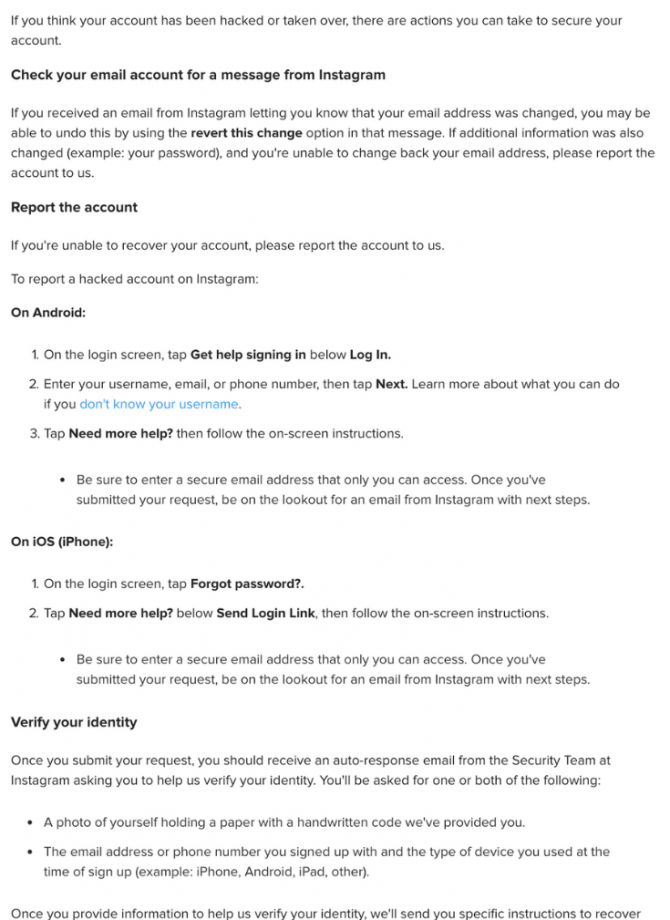 If you think your account has been hacked or taken over, there are actions you can take to secure your
account.
Check your email account for a message from Instagram
If you received an email from Instagram letting you know that your email address was changed, you may be
able to undo this by using the revert this change option in that message. If additional information was also
changed (example: your password), and you're unable to change back your email address, please report the
account to us.
Report the account
If you're unable to recover your account, please report the account to us.
To report a hacked account on Instagram:
On Android:
1. On the login screen, tap Get help signing in below Log In.
2. Enter your username, email, or phone number, then tap Next. Learn more about what you can do
if you don't know your username.
3. Tap Need more help? then follow the on-screen instructions.
• Be sure to enter a secure email address that only you can access. Once you've
submitted your request, be on the lookout for an email from Instagram with next steps.
On iOS (iPhone):
1. On the login screen, tap Forgot password?.
2. Tap Need more help? below Send Login Link, then follow the on-screen instructions.
• Be sure to enter a secure email address that only you can access. Once you've
submitted your request, be on the lookout for an email from Instagram with next steps.
Verify your identity
Once you submit your request, you should receive an auto-response email from the Security Team at
Instagram asking you to help us verify your identity. You'll be asked for one or both of the following:
• A photo of yourself holding a paper with a handwritten code we've provided you.
• The email address or phone number you signed up with and the type of device you used at the
time of sign up (example: iPhone, Android, iPad, other).
Once you provide information to help us verify your identity, we'll send you specific instructions to recover